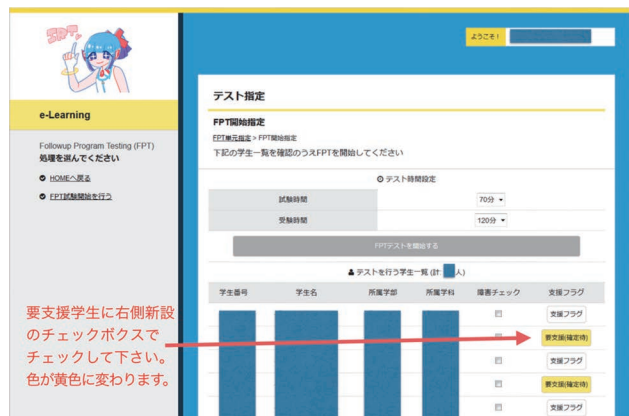 FPT
ようこそ!
e-Learning
Followup Program Testing (FPT)
処理を選んでください
HOMEへ戻る
FPT試験開始を行う
テスト指定
FPT開始指定
FPT単元指定 > FPT開始指定
下記の学生一覧を確認のうえFPTを開始してください
テスト時間設定
試験時間 70分
受験時間 120分
FPTテストを開始する
テストを行う学生一覧 (計 人)
学生番号 学生名 所属学部 所属学科 障害チェック 支援フラグ
支援フラグ
要支援(確定待)
支援フラグ
要支援(確定待)
支援フラグ
要支援学生に右側新設
のチェックボクスで
チェックして下さい。
色が黄色に変わります。